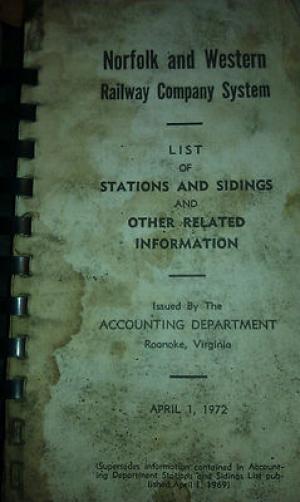 Norfolk and Western
Railway Company System
LIST
OF
STATIONS AND SIDINGS
AND
OTHER RELATED
INFORMATION
Issued By The
ACCOUNTING DEPARTMENT
Roanoke, Virginia
APRIL 1, 1972
(Supersedes information contained in Account-
ing Department Stations and Sidings List pub-
lished April 1, 1969)